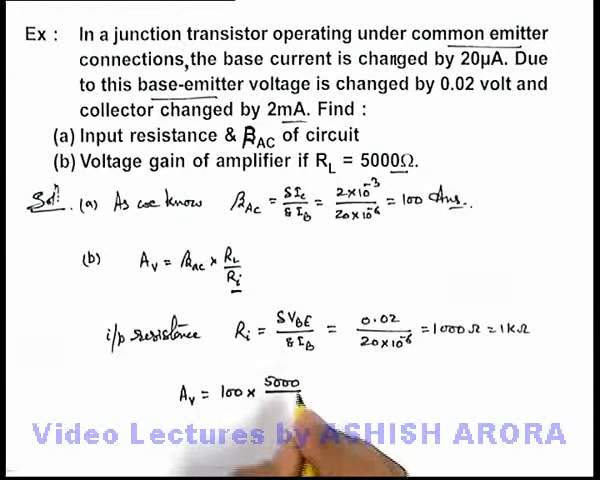 Ex : In a junction transistor operating under common emitter
connections, the base current is changed by 20µA. Due
to this base-emitter voltage is changed by 0.02 volt and
collector changed by 2mA. Find :
(a) Input resistance & βAC of circuit
(b) Voltage gain of amplifier if RL = 5000Ω.
Sol. (a) As we know βAC = δIc/δIB = 2×10^-3/20×10^-6 = 100 Ans.
(b) Av = βAC × RL/Ri
i/p resistance Ri = δVBE/δIB = 0.02/20×10^-6 = 1000 Ω = 1KΩ
Av = 100 × 5000/
Video Lectures by ASHISH ARORA